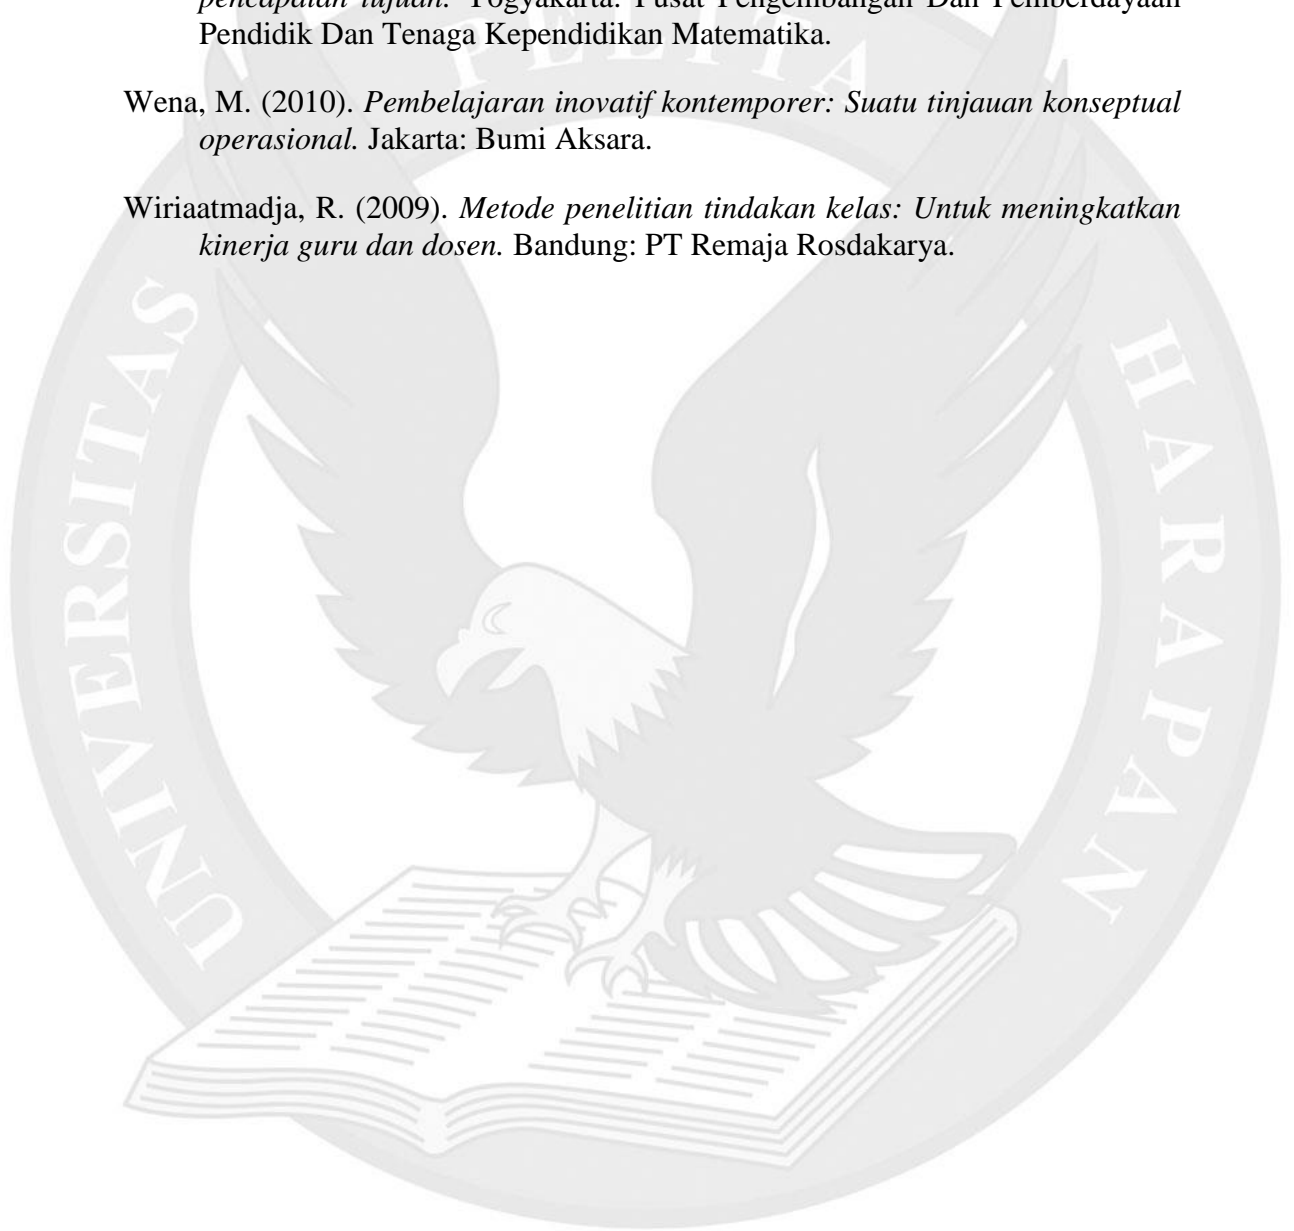 pencapaian tujuan. Yogyakarta: Pusat Pengembangan Dan Pemberdayaan
Pendidik Dan Tenaga Kependidikan Matematika.
Wena, M. (2010). Pembelajaran inovatif kontemporer: Suatu tinjauan konseptual
operasional. Jakarta: Bumi Aksara.
Wiriaatmadja, R. (2009). Metode penelitian tindakan kelas: Untuk meningkatkan
kinerja guru dan dosen. Bandung: PT Remaja Rosdakarya.
UNIVERSITAS
PELITA
HARAPAN